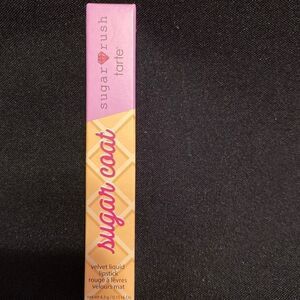 sugar rush
tarte
sugar coat
velvet liquid
lipstick
rouge à lèvres
velours mat